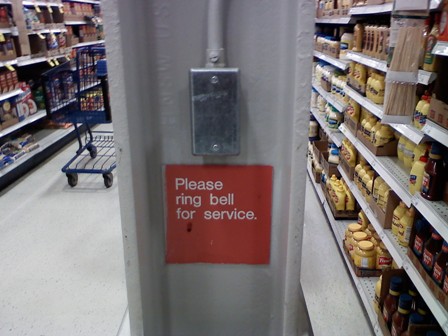 Please
ring bell
for service.